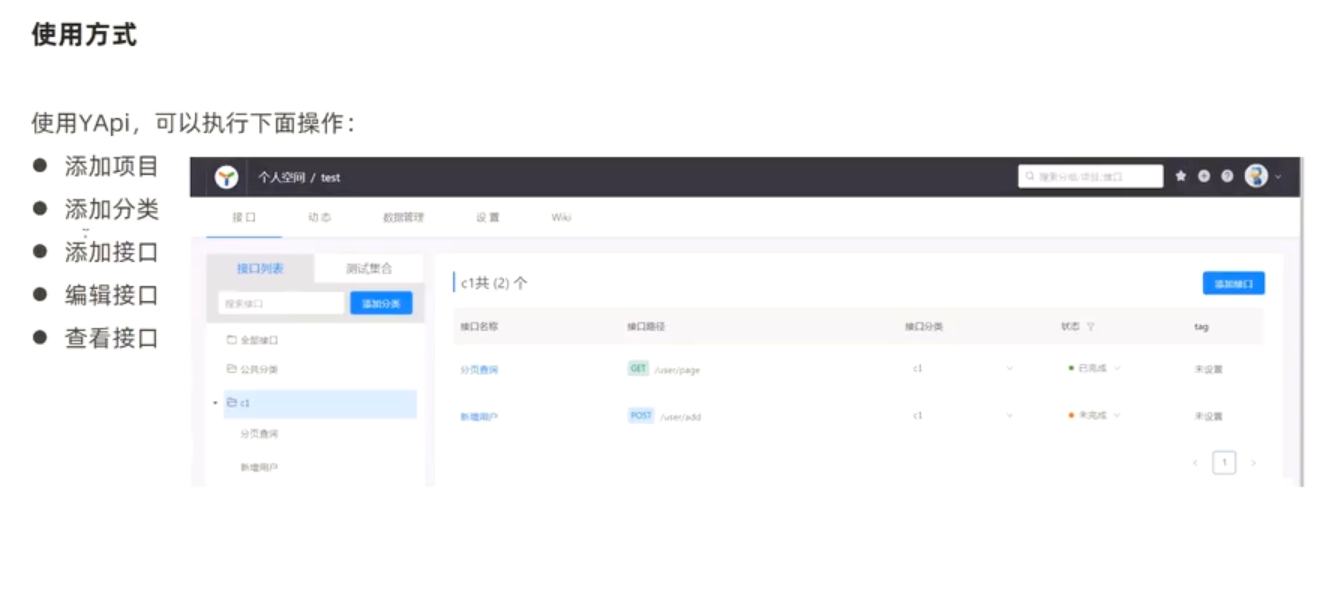 使用方式
使用YApi，可以执行下面操作：
● 添加项目
● 添加分类
● 添加接口
● 编辑接口
● 查看接口
个人空间 / test
搜索分组/项目/接口
接口 动态 数据管理 设置 Wiki
接口列表 测试集合
搜索接口 添加分类
全部接口
公共分类
c1
分页查询
新增用户
c1共 (2) 个
添加接口
接口名称 接口路径 接口分类 状态 tag
分页查询 GET /user/page c1 已完成 未设置
新增用户 POST /user/add c1 未完成 未设置
< 1 >